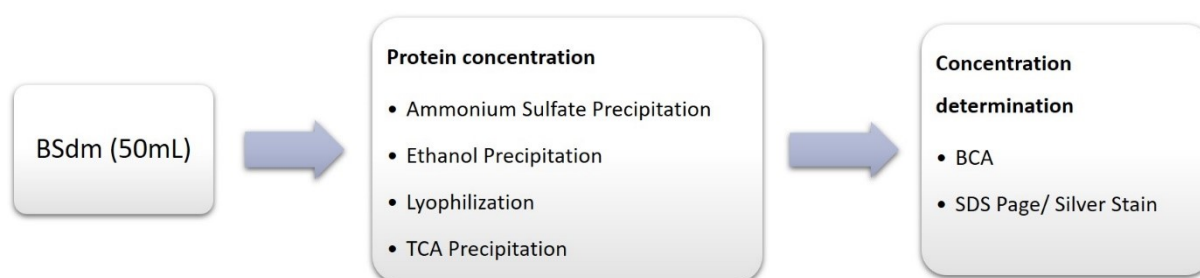 BSdm (50mL)
Protein concentration
• Ammonium Sulfate Precipitation
• Ethanol Precipitation
• Lyophilization
• TCA Precipitation
Concentration
determination
• BCA
• SDS Page/ Silver Stain